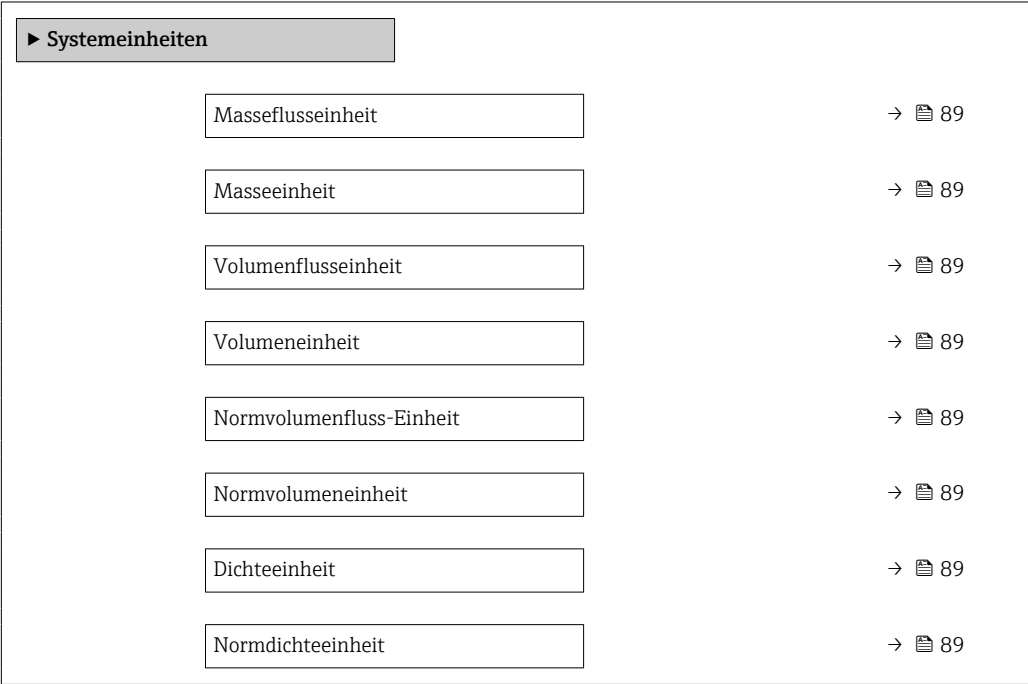 ▶ Systemeinheiten
Masseflusseinheit → 89
Masseeinheit → 89
Volumenflusseinheit → 89
Volumeneinheit → 89
Normvolumenfluss-Einheit → 89
Normvolumeneinheit → 89
Dichteeinheit → 89
Normdichteeinheit → 89